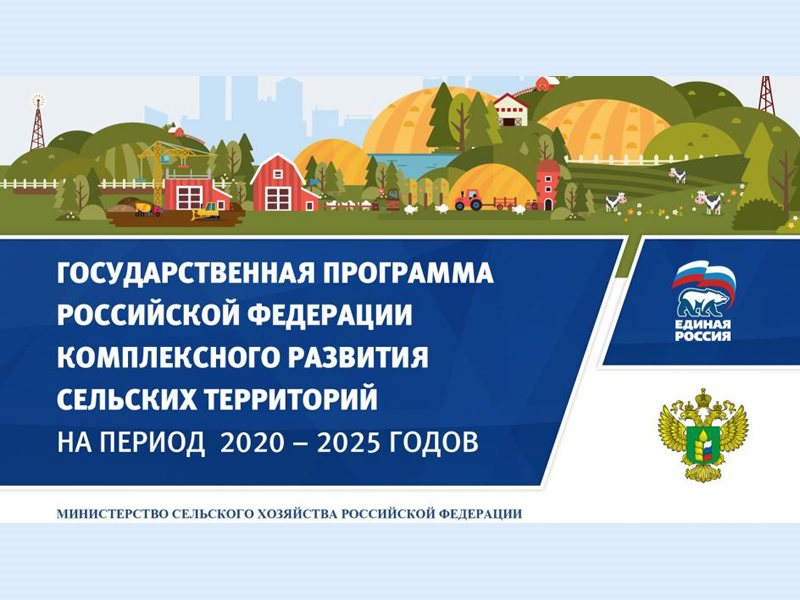 ГОСУДАРСТВЕННАЯ ПРОГРАММА
РОССИЙСКОЙ ФЕДЕРАЦИИ
КОМПЛЕКСНОГО РАЗВИТИЯ
СЕЛЬСКИХ ТЕРРИТОРИЙ
НА ПЕРИОД 2020 – 2025 ГОДОВ
ЕДИНАЯ
РОССИЯ
МИНИСТЕРСТВО СЕЛЬСКОГО ХОЗЯЙСТВА РОССИЙСКОЙ ФЕДЕРАЦИИ